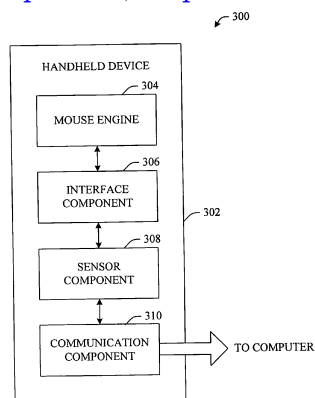 300
HANDHELD DEVICE
304
MOUSE ENGINE
306
INTERFACE
COMPONENT
302
308
SENSOR
COMPONENT
310
COMMUNICATION
COMPONENT
TO COMPUTER